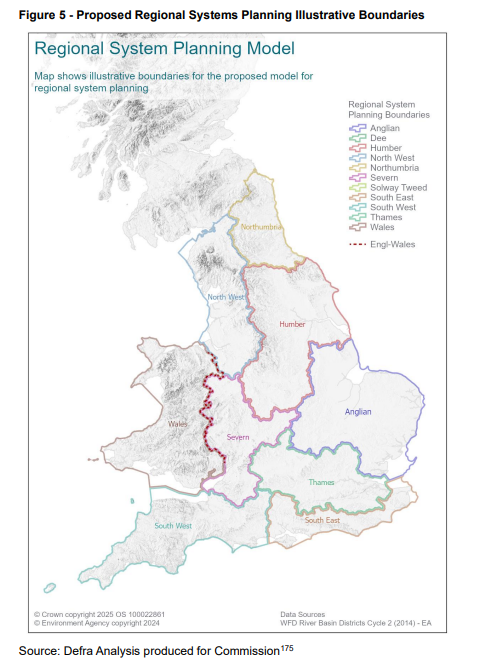 Figure 5 - Proposed Regional Systems Planning Illustrative Boundaries
Regional System Planning Model
Map shows illustrative boundaries for the proposed model for
regional system planning
Regional System
Planning Boundaries
Anglian
Dee
Humber
North West
Northumbria
Severn
Solway Tweed
South East
South West
Thames
Wales
Engl-Wales
Northumbria
North West
Humber
Anglian
Wales
Severn
Thames
South East
South West
© Crown copyright 2025 OS 100022861
© Environment Agency copyright 2024
Data Sources
WFD River Basin Districts Cycle 2 (2014) - EA
Source: Defra Analysis produced for Commission175